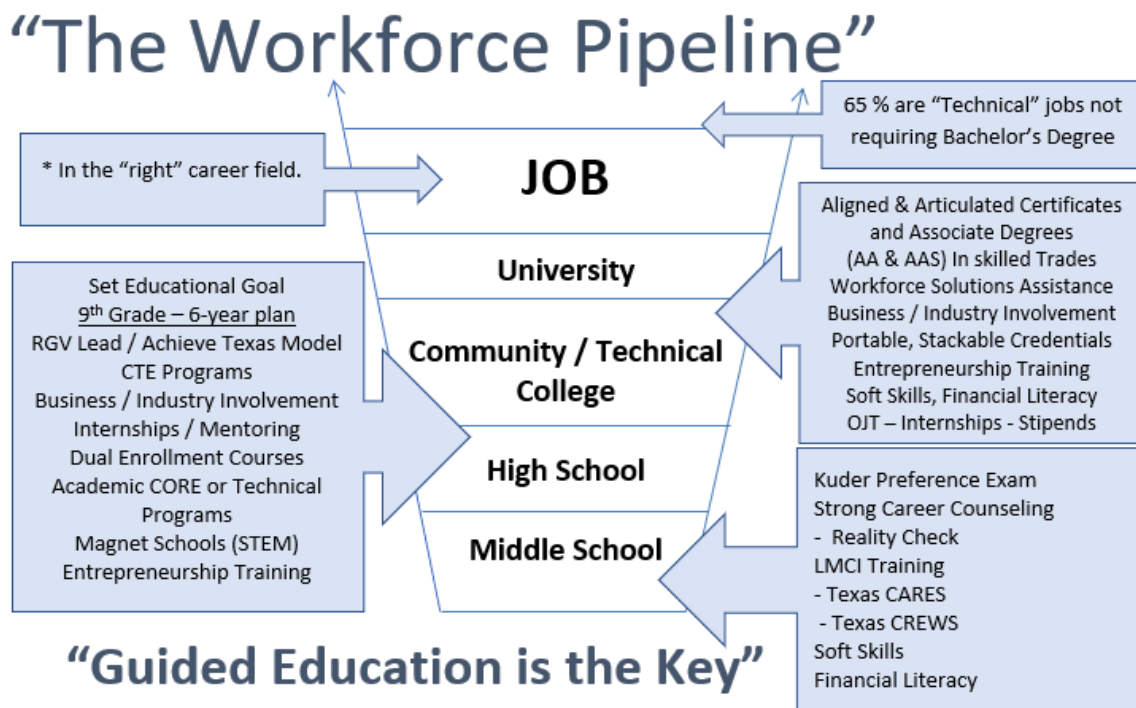 “The Workforce Pipeline”
65 % are “Technical” jobs not
requiring Bachelor’s Degree
* In the “right” career field.
JOB
University
Community / Technical
College
High School
Middle School
Aligned & Articulated Certificates
and Associate Degrees
(AA & AAS) In skilled Trades
Workforce Solutions Assistance
Business / Industry Involvement
Portable, Stackable Credentials
Entrepreneurship Training
Soft Skills, Financial Literacy
OJT – Internships - Stipends
Set Educational Goal
9th Grade – 6-year plan
RGV Lead / Achieve Texas Model
CTE Programs
Business / Industry Involvement
Internships / Mentoring
Dual Enrollment Courses
Academic CORE or Technical
Programs
Magnet Schools (STEM)
Entrepreneurship Training
Kuder Preference Exam
Strong Career Counseling
- Reality Check
LMCI Training
- Texas CARES
- Texas CREWS
Soft Skills
Financial Literacy
“Guided Education is the Key”